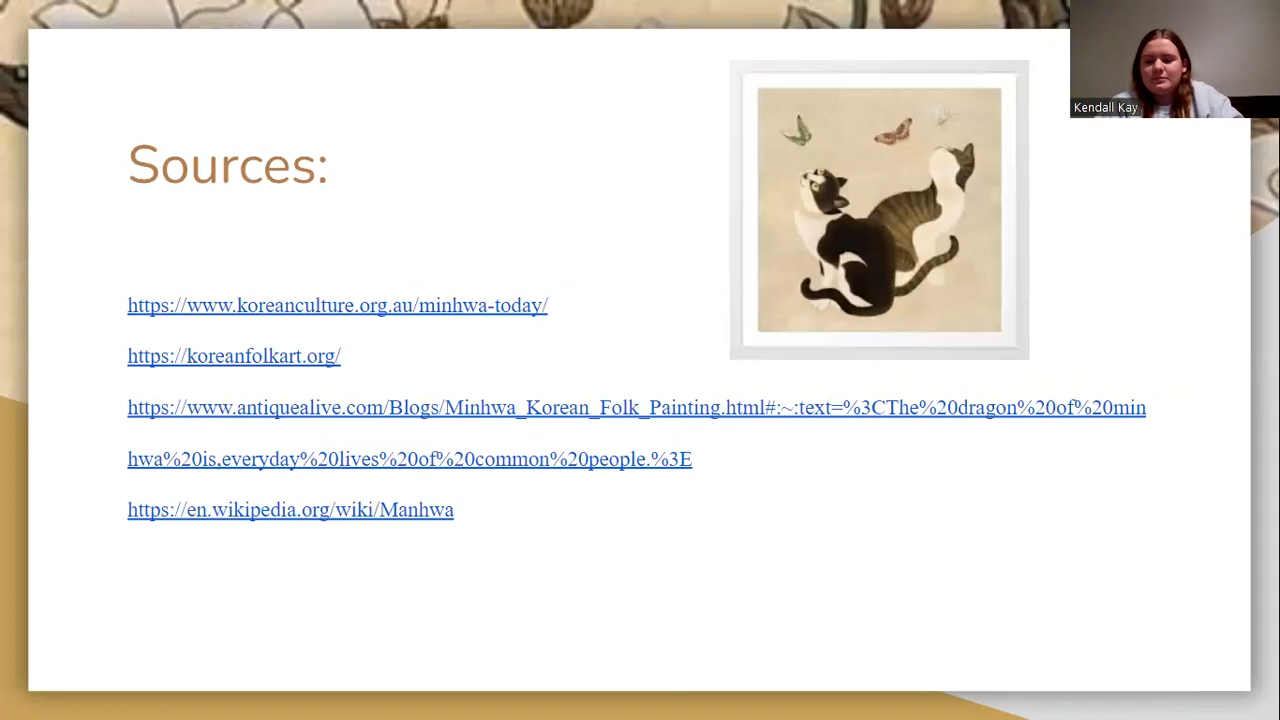 Kendall Kay
Sources:
https://www.koreanculture.org.au/minhwa-today/
https://koreanfolkart.org/
https://www.antiquealive.com/Blogs/Minhwa_Korean_Folk_Painting.html#:~:text=%3CThe%20dragon%20of%20min
hwa%20is,everyday%20lives%20of%20common%20people.%3E
https://en.wikipedia.org/wiki/Manhwa